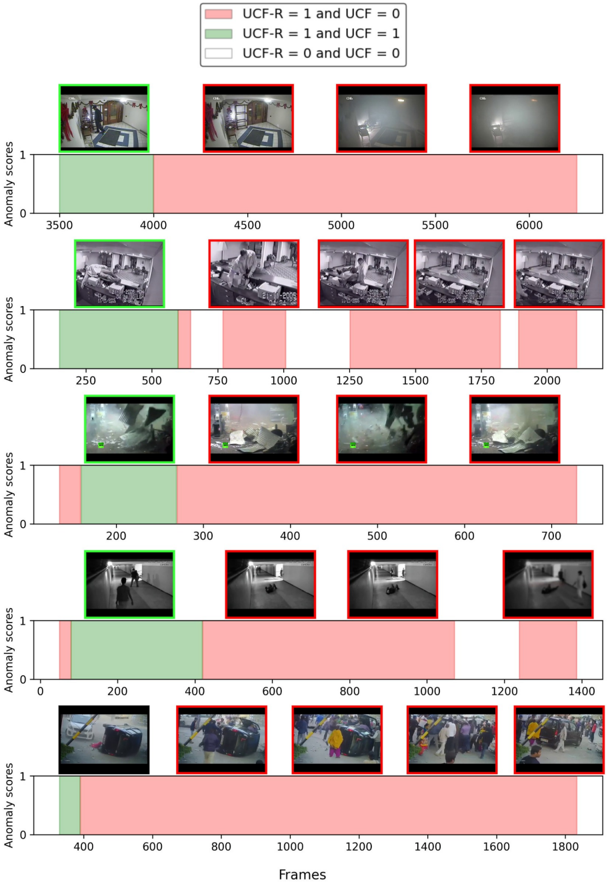 UCF-R = 1 and UCF = 0
UCF-R = 1 and UCF = 1
UCF-R = 0 and UCF = 0
Anomaly scores
1
0
3500 4000 4500 5000 5500 6000
Anomaly scores
1
0
250 500 750 1000 1250 1500 1750 2000
Anomaly scores
1
0
200 300 400 500 600 700
Anomaly scores
1
0
0 200 400 600 800 1000 1200 1400
Anomaly scores
1
0
400 600 800 1000 1200 1400 1600 1800
Frames